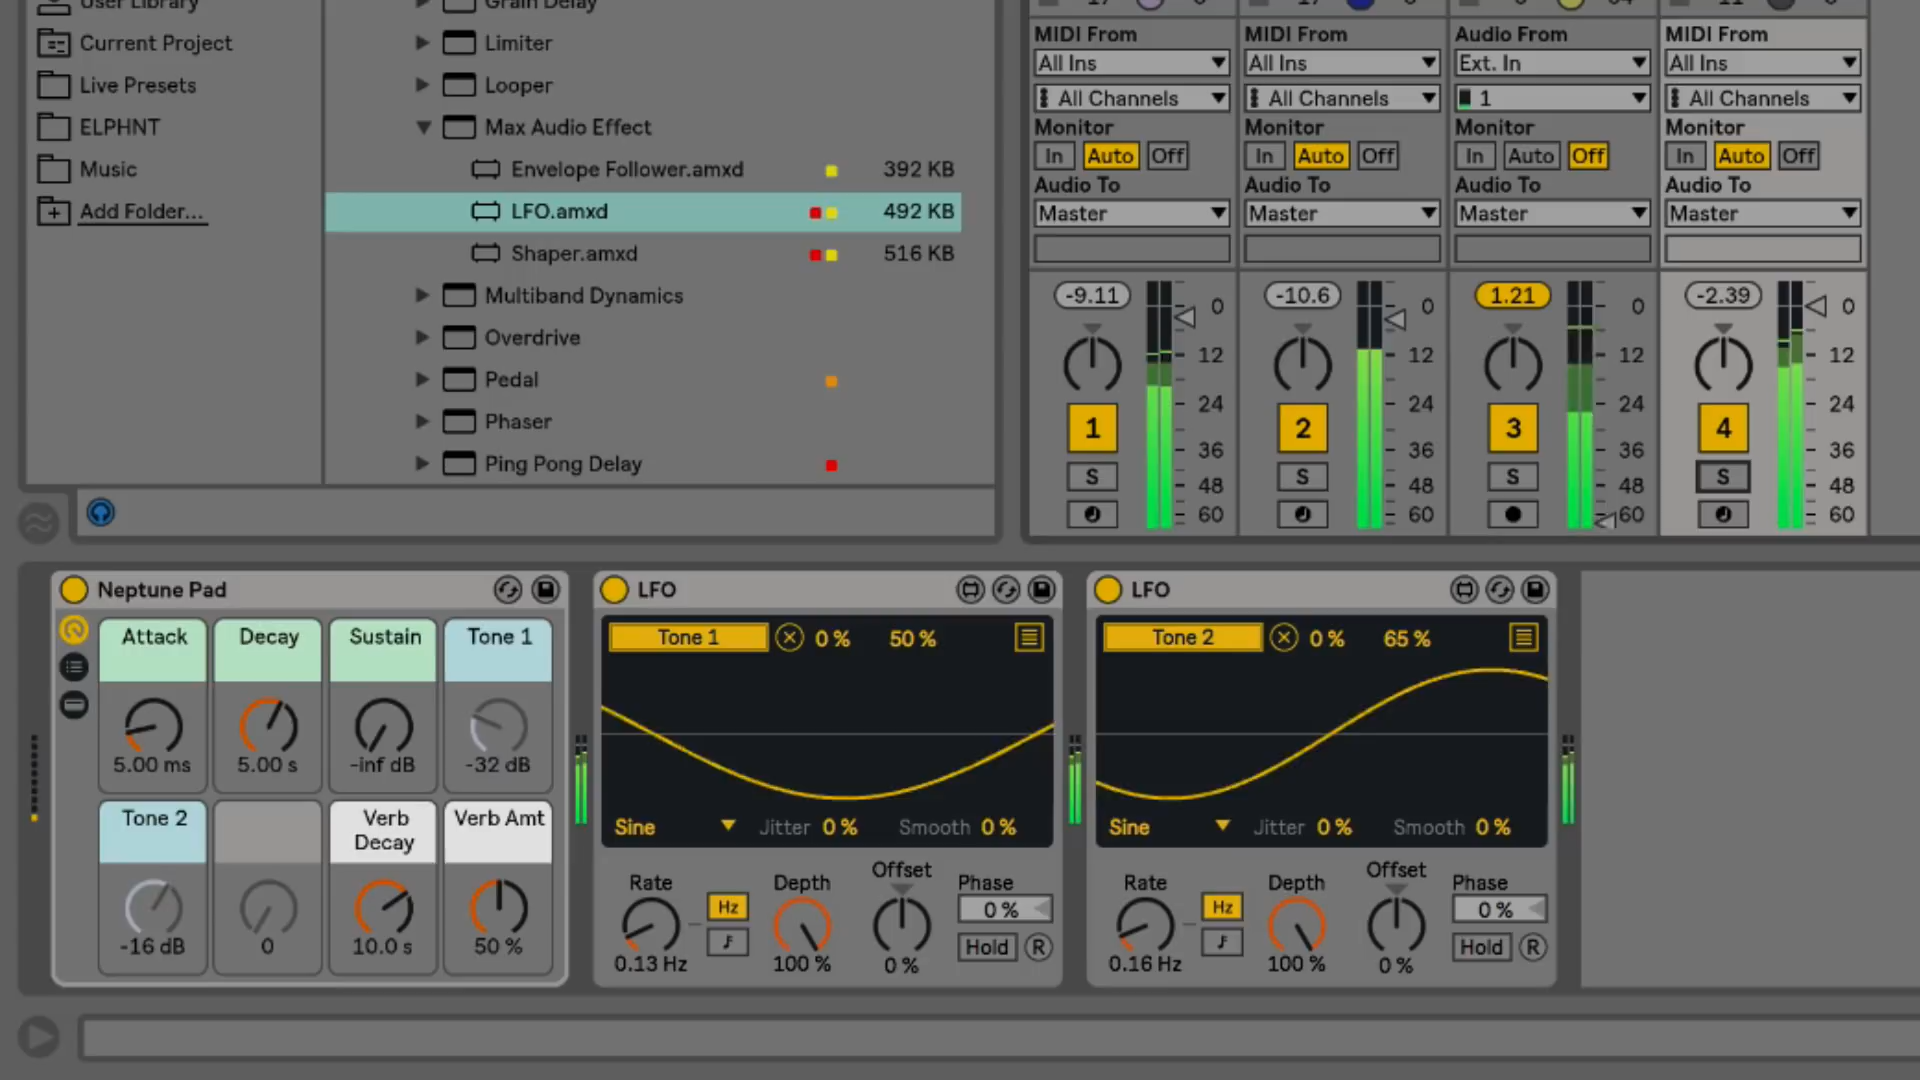 User Library
Current Project
Live Presets
ELPHNT
Music
Add Folder...
Grain Delay
Limiter
Looper
Max Audio Effect
Envelope Follower.amxd 392 KB
LFO.amxd 492 KB
Shaper.amxd 516 KB
Multiband Dynamics
Overdrive
Pedal
Phaser
Ping Pong Delay
MIDI From MIDI From Audio From MIDI From
All Ins All Ins Ext. In All Ins
All Channels All Channels 1 All Channels
Monitor Monitor Monitor Monitor
In Auto Off In Auto Off In Auto Off In Auto Off
Audio To Audio To Audio To Audio To
Master Master Master Master
-9.11 0 -10.6 0 1.21 0 -2.39 0
12 12 12 12
24 24 24 24
1 2 3 4
36 36 36 36
S S S S
48 48 48 48
60 60 60 60
Neptune Pad
Attack Decay Sustain Tone 1
5.00 ms 5.00 s -inf dB -32 dB
Tone 2 Verb Decay Verb Amt
-16 dB 0 10.0 s 50 %
LFO
Tone 1 0 % 50 %
Sine Jitter 0 % Smooth 0 %
Rate Depth Offset Phase
Hz 0 %
Hold R
0.13 Hz 100 % 0 %
LFO
Tone 2 0 % 65 %
Sine Jitter 0 % Smooth 0 %
Rate Depth Offset Phase
Hz 0 %
Hold R
0.16 Hz 100 % 0 %